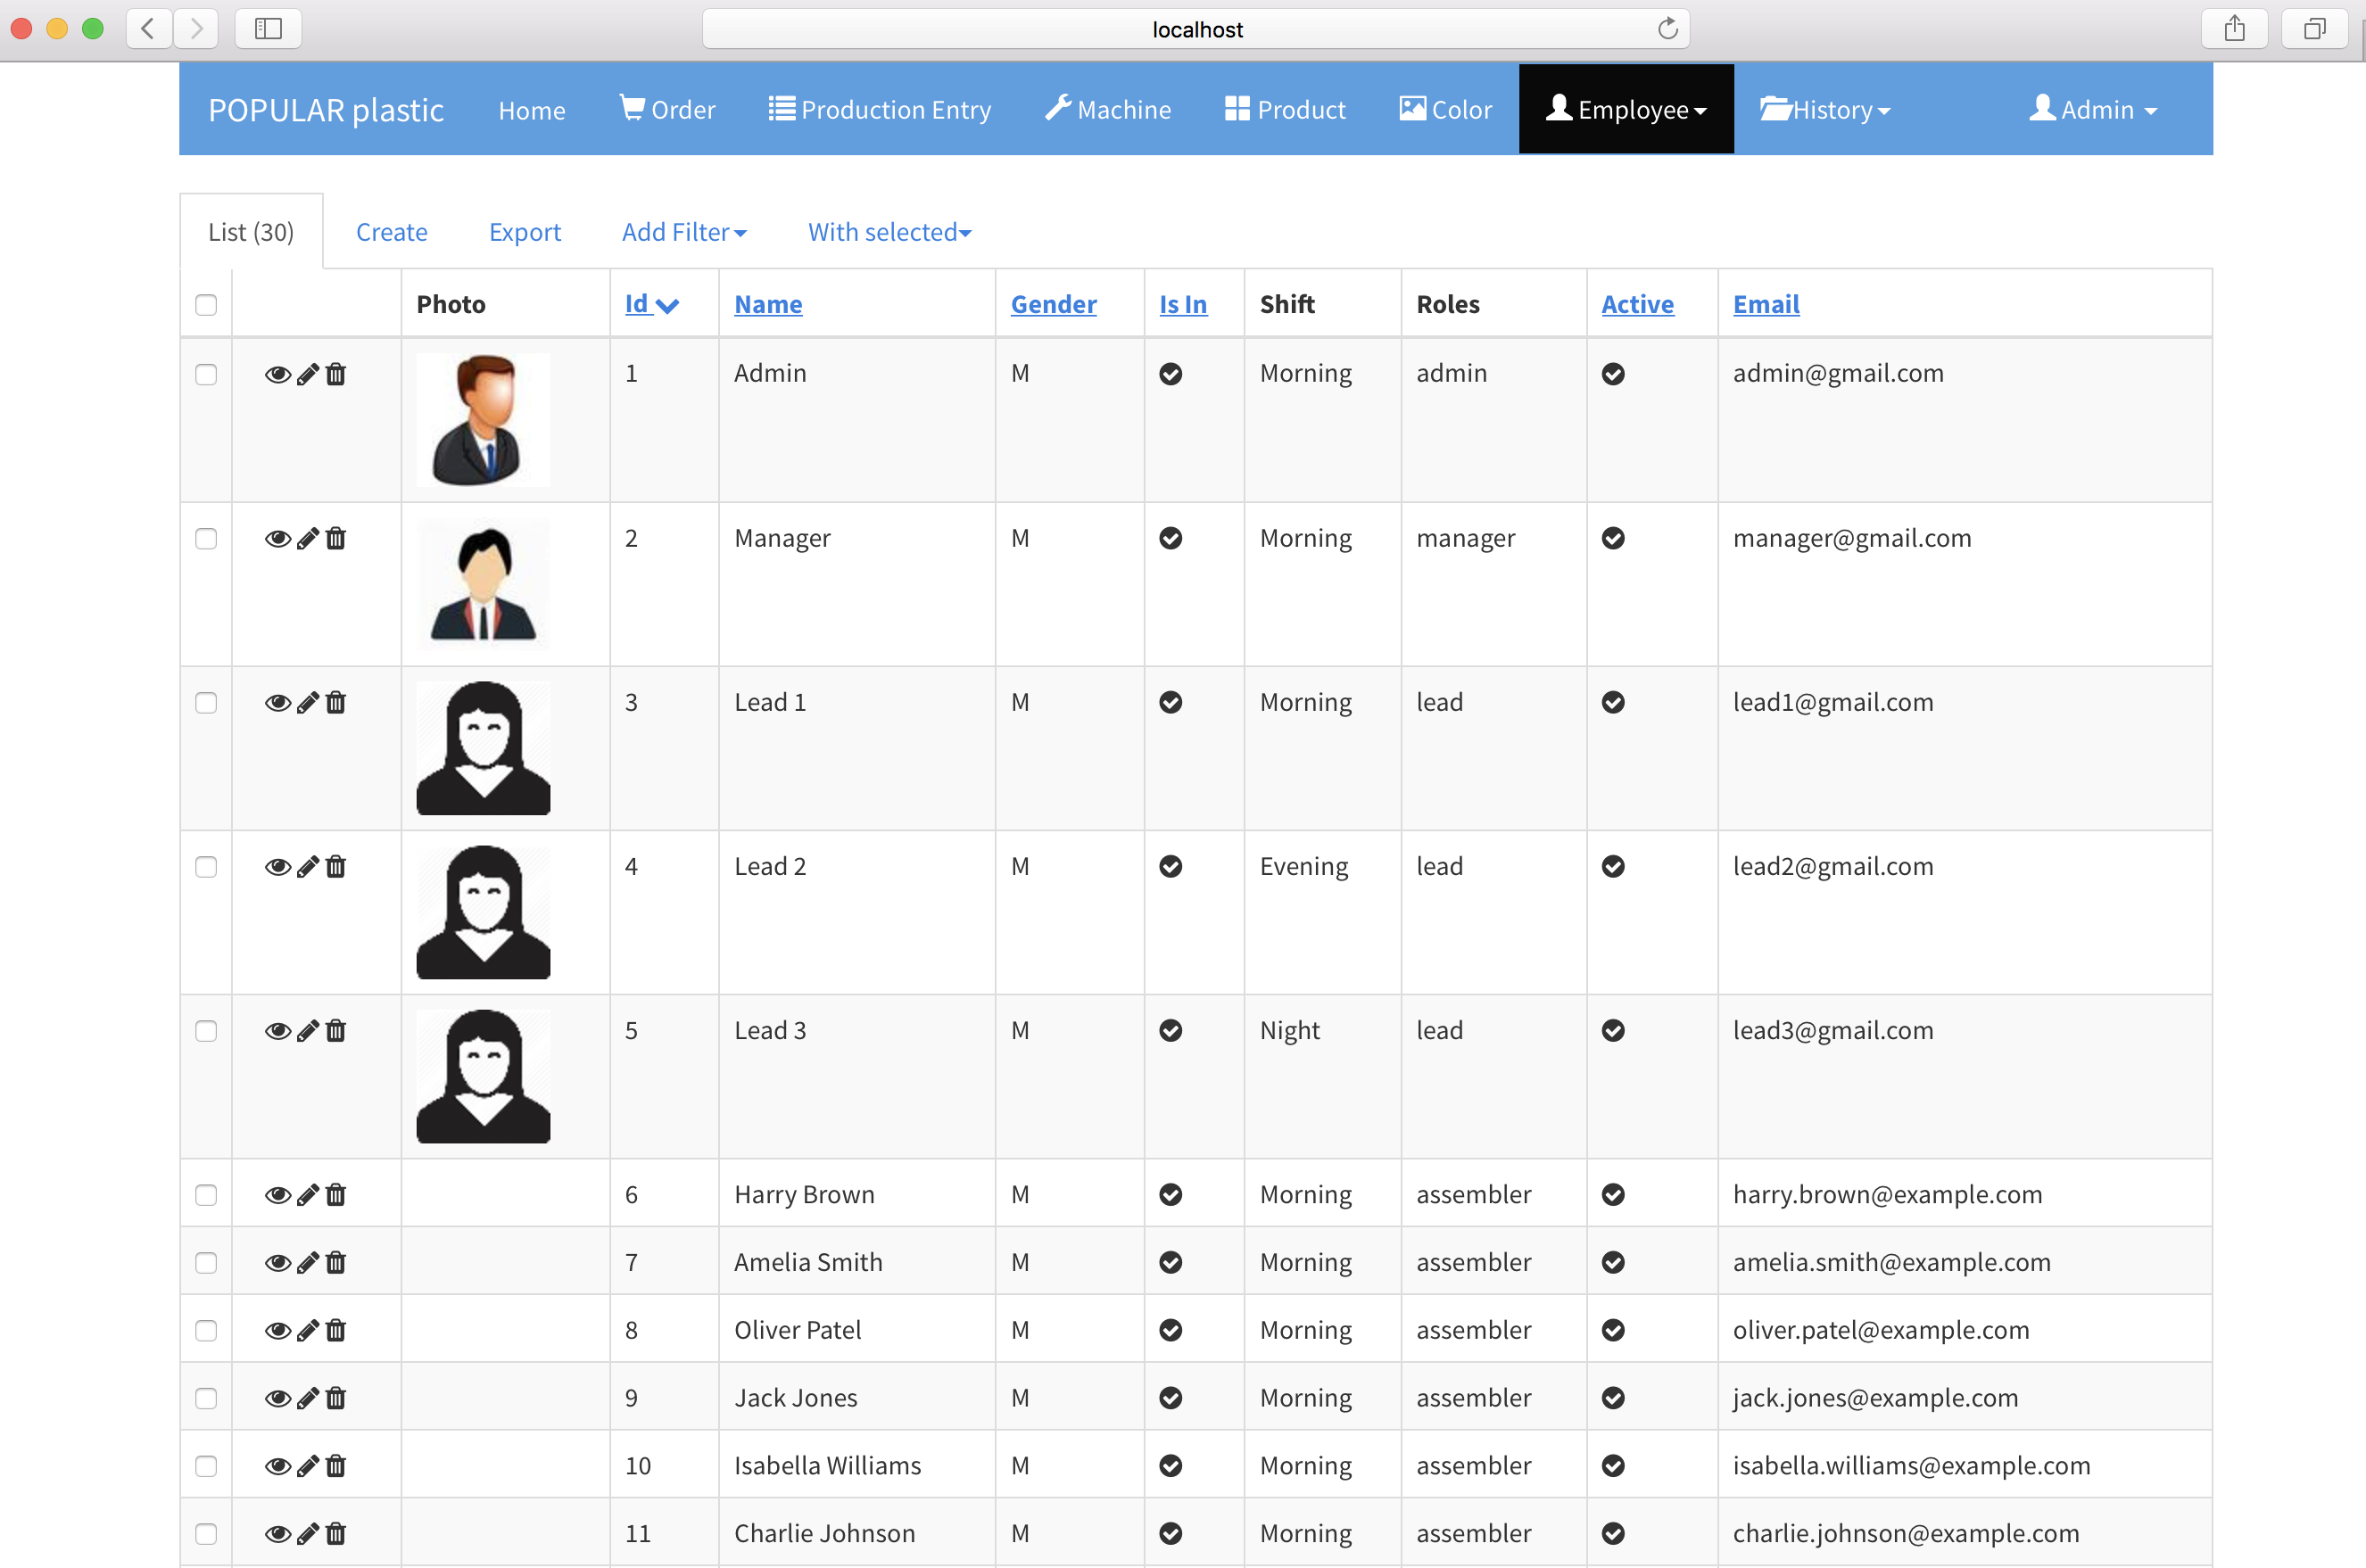 localhost
POPULAR plastic Home Order Production Entry Machine Product Color Employee History Admin
List (30) Create Export Add Filter With selected
Photo Id Name Gender Is In Shift Roles Active Email
1 Admin M Morning admin admin@gmail.com
2 Manager M Morning manager manager@gmail.com
3 Lead 1 M Morning lead lead1@gmail.com
4 Lead 2 M Evening lead lead2@gmail.com
5 Lead 3 M Night lead lead3@gmail.com
6 Harry Brown M Morning assembler harry.brown@example.com
7 Amelia Smith M Morning assembler amelia.smith@example.com
8 Oliver Patel M Morning assembler oliver.patel@example.com
9 Jack Jones M Morning assembler jack.jones@example.com
10 Isabella Williams M Morning assembler isabella.williams@example.com
11 Charlie Johnson M Morning assembler charlie.johnson@example.com